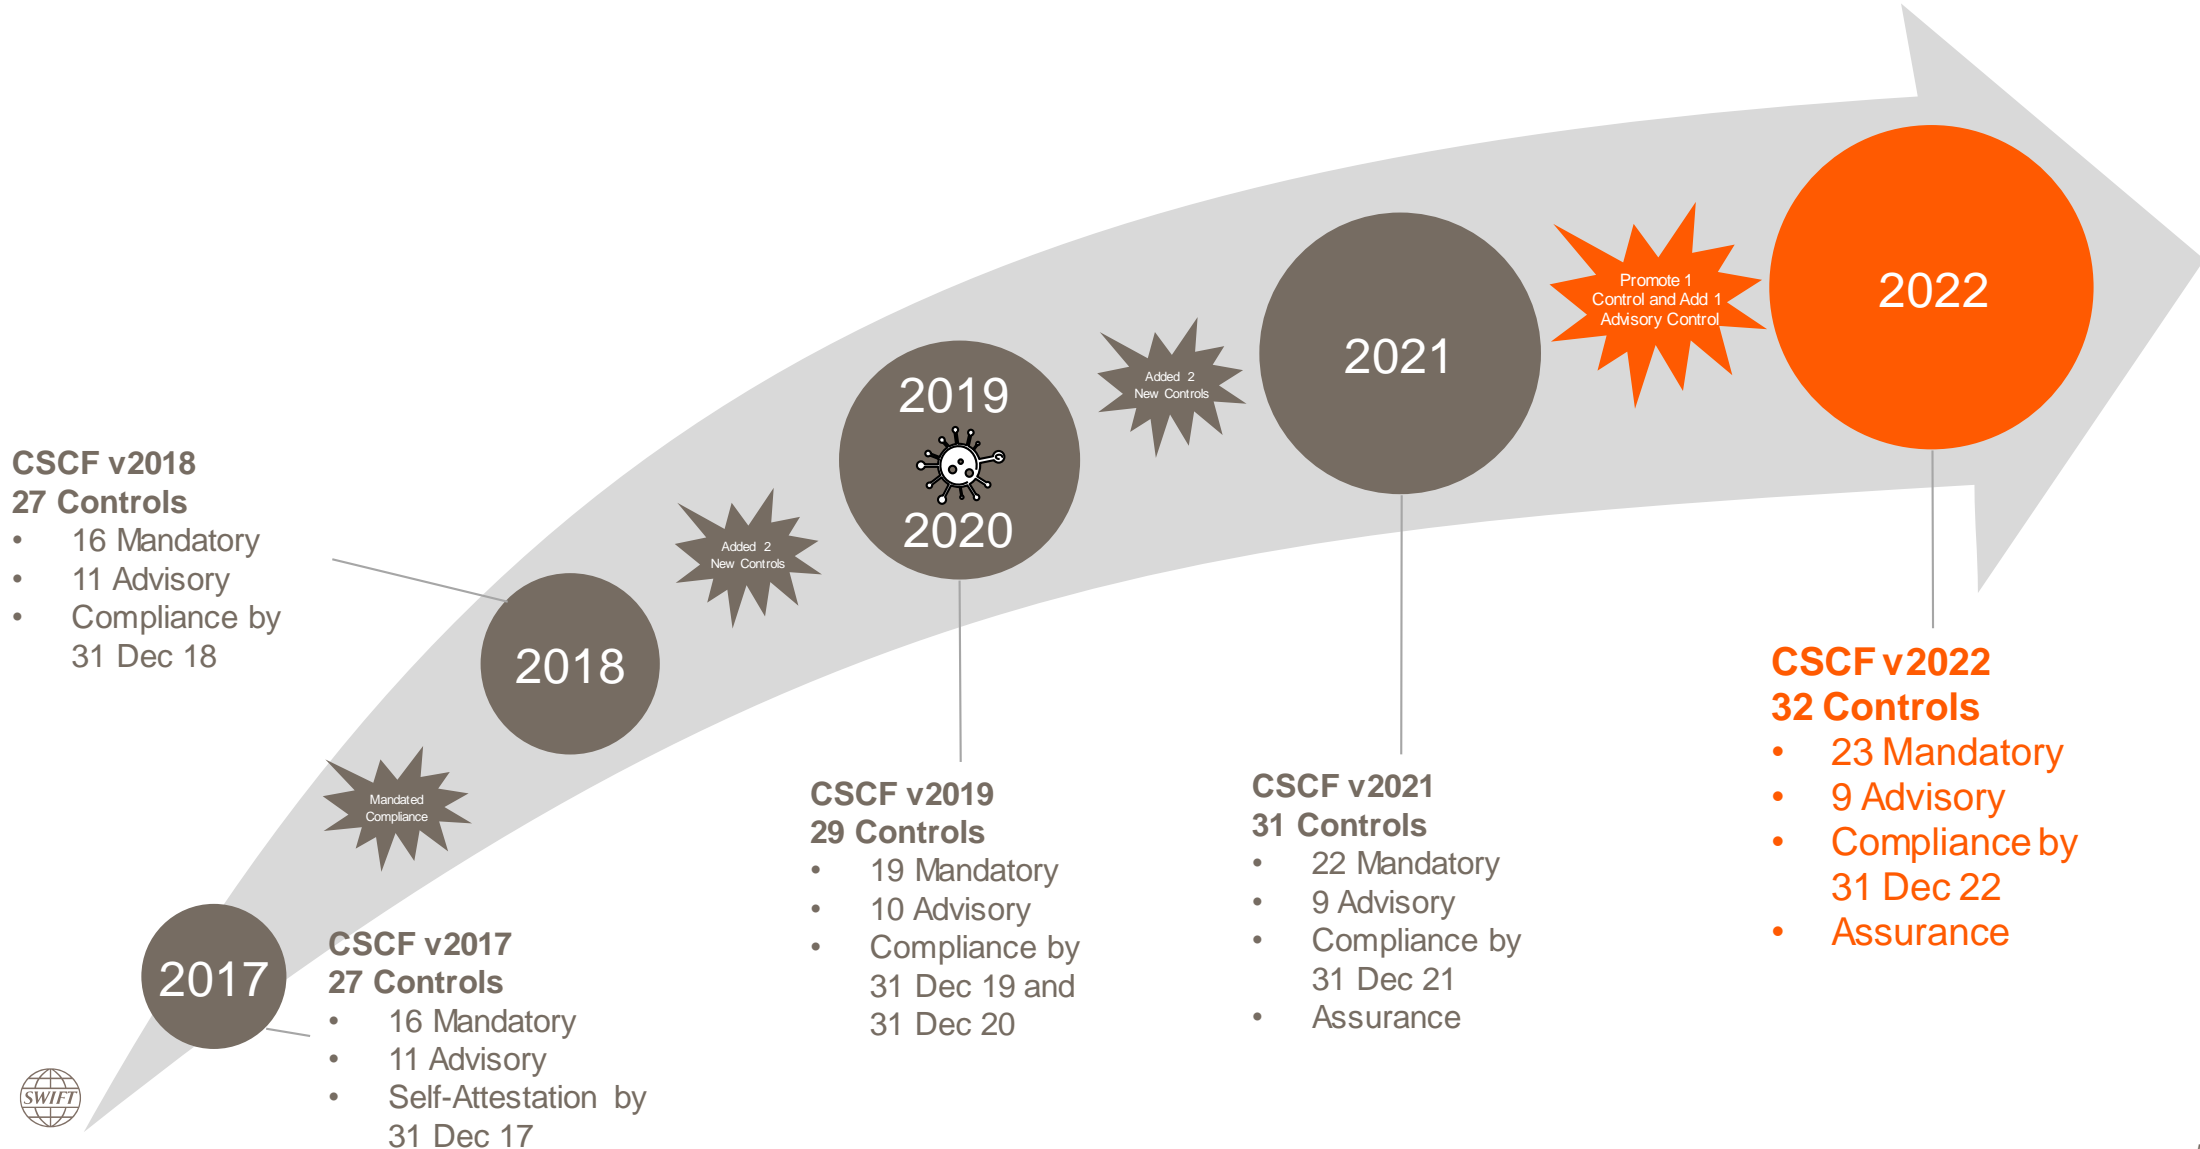 CSCF v2018
27 Controls
• 16 Mandatory
• 11 Advisory
• Compliance by
31 Dec 18
2017
CSCF v2017
27 Controls
• 16 Mandatory
• 11 Advisory
• Self-Attestation by
31 Dec 17
Mandated
Compliance
2018
Added 2
New Controls
2019
2020
CSCF v2019
29 Controls
• 19 Mandatory
• 10 Advisory
• Compliance by
31 Dec 19 and
31 Dec 20
Added 2
New Controls
2021
CSCF v2021
31 Controls
• 22 Mandatory
• 9 Advisory
• Compliance by
31 Dec 21
• Assurance
Promote 1
Control and Add 1
Advisory Control
2022
CSCF v2022
32 Controls
• 23 Mandatory
• 9 Advisory
• Compliance by
31 Dec 22
• Assurance
SWIFT